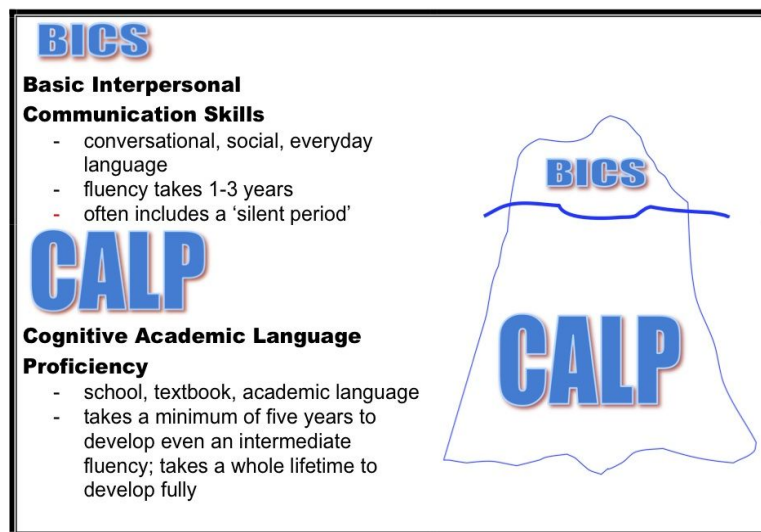 BICS
Basic Interpersonal
Communication Skills
- conversational, social, everyday
language
- fluency takes 1-3 years
- often includes a ‘silent period’
CALP
Cognitive Academic Language
Proficiency
- school, textbook, academic language
- takes a minimum of five years to
develop even an intermediate
fluency; takes a whole lifetime to
develop fully
BICS
CALP